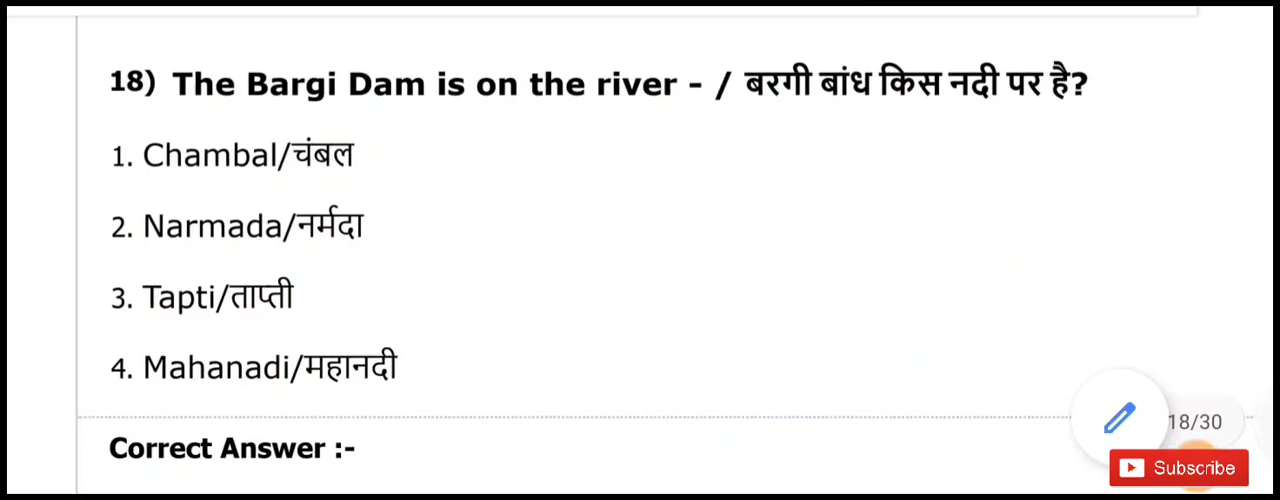 18) The Bargi Dam is on the river - / बरगी बांध किस नदी पर है?
1. Chambal/चंबल
2. Narmada/नर्मदा
3. Tapti/ताप्ती
4. Mahanadi/महानदी
18/30
Correct Answer :-
Subscribe